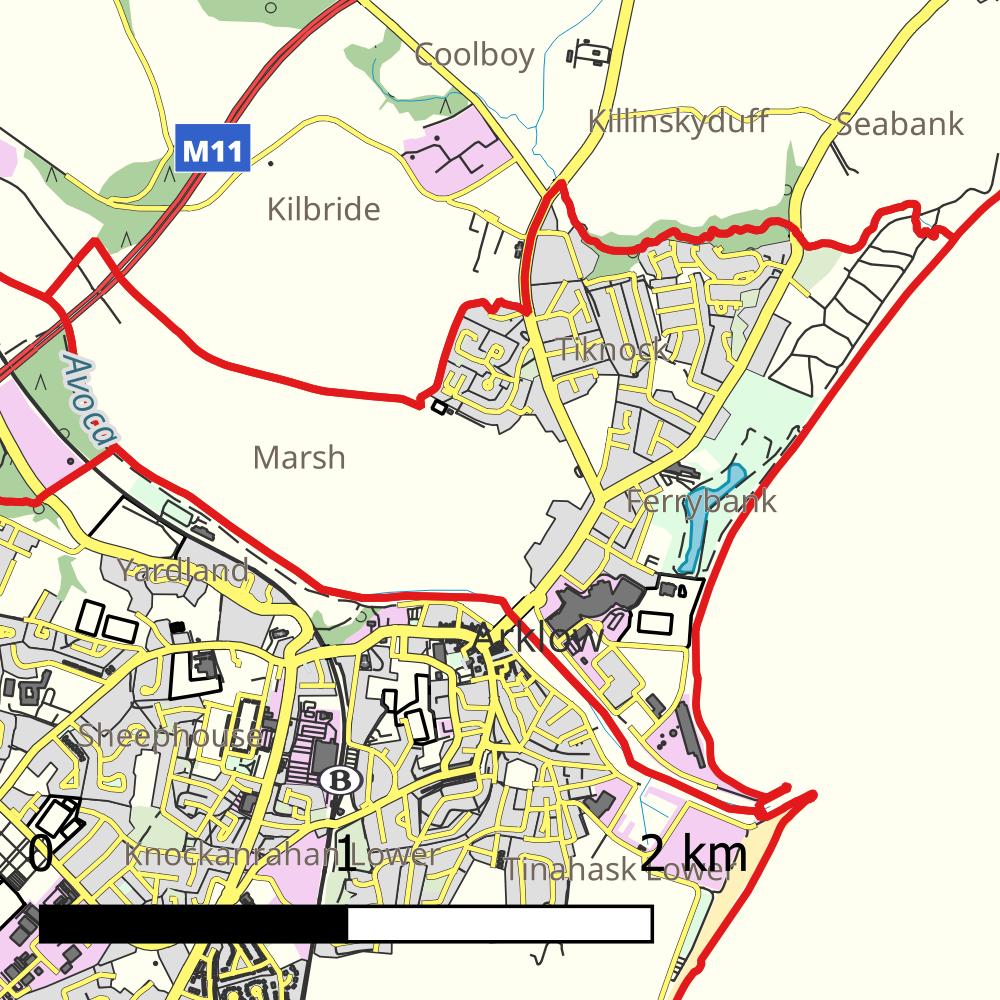 Coolboy
Killinskyduff
Seabank
M11
Kilbride
Tiknock
Avoca
Marsh
Ferrybank
Yardland
Arklow
Sheephouse
B
Knockanrahan Lower
Tinahask Lower
0 1 2 km